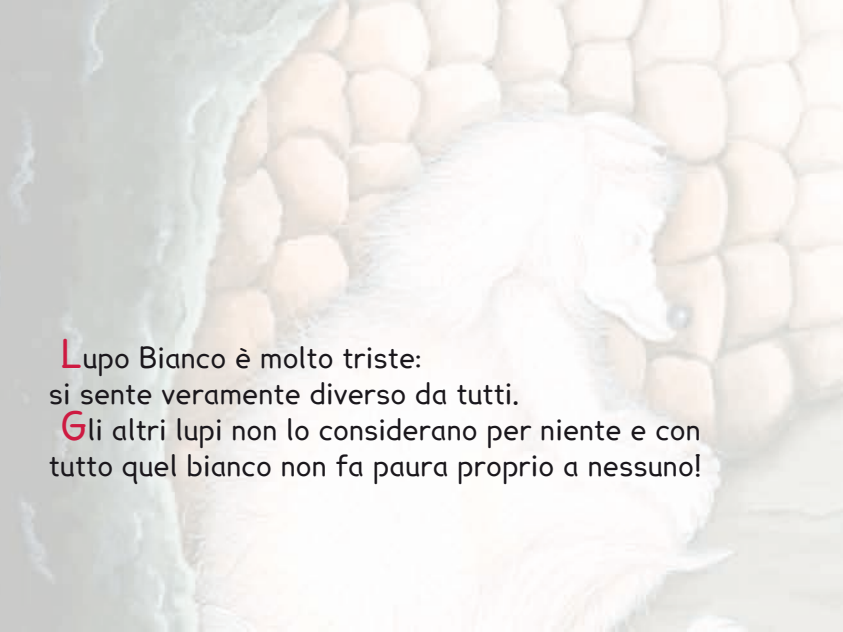 Lupo Bianco è molto triste:
si sente veramente diverso da tutti.
Gli altri lupi non lo considerano per niente e con
tutto quel bianco non fa paura proprio a nessuno!